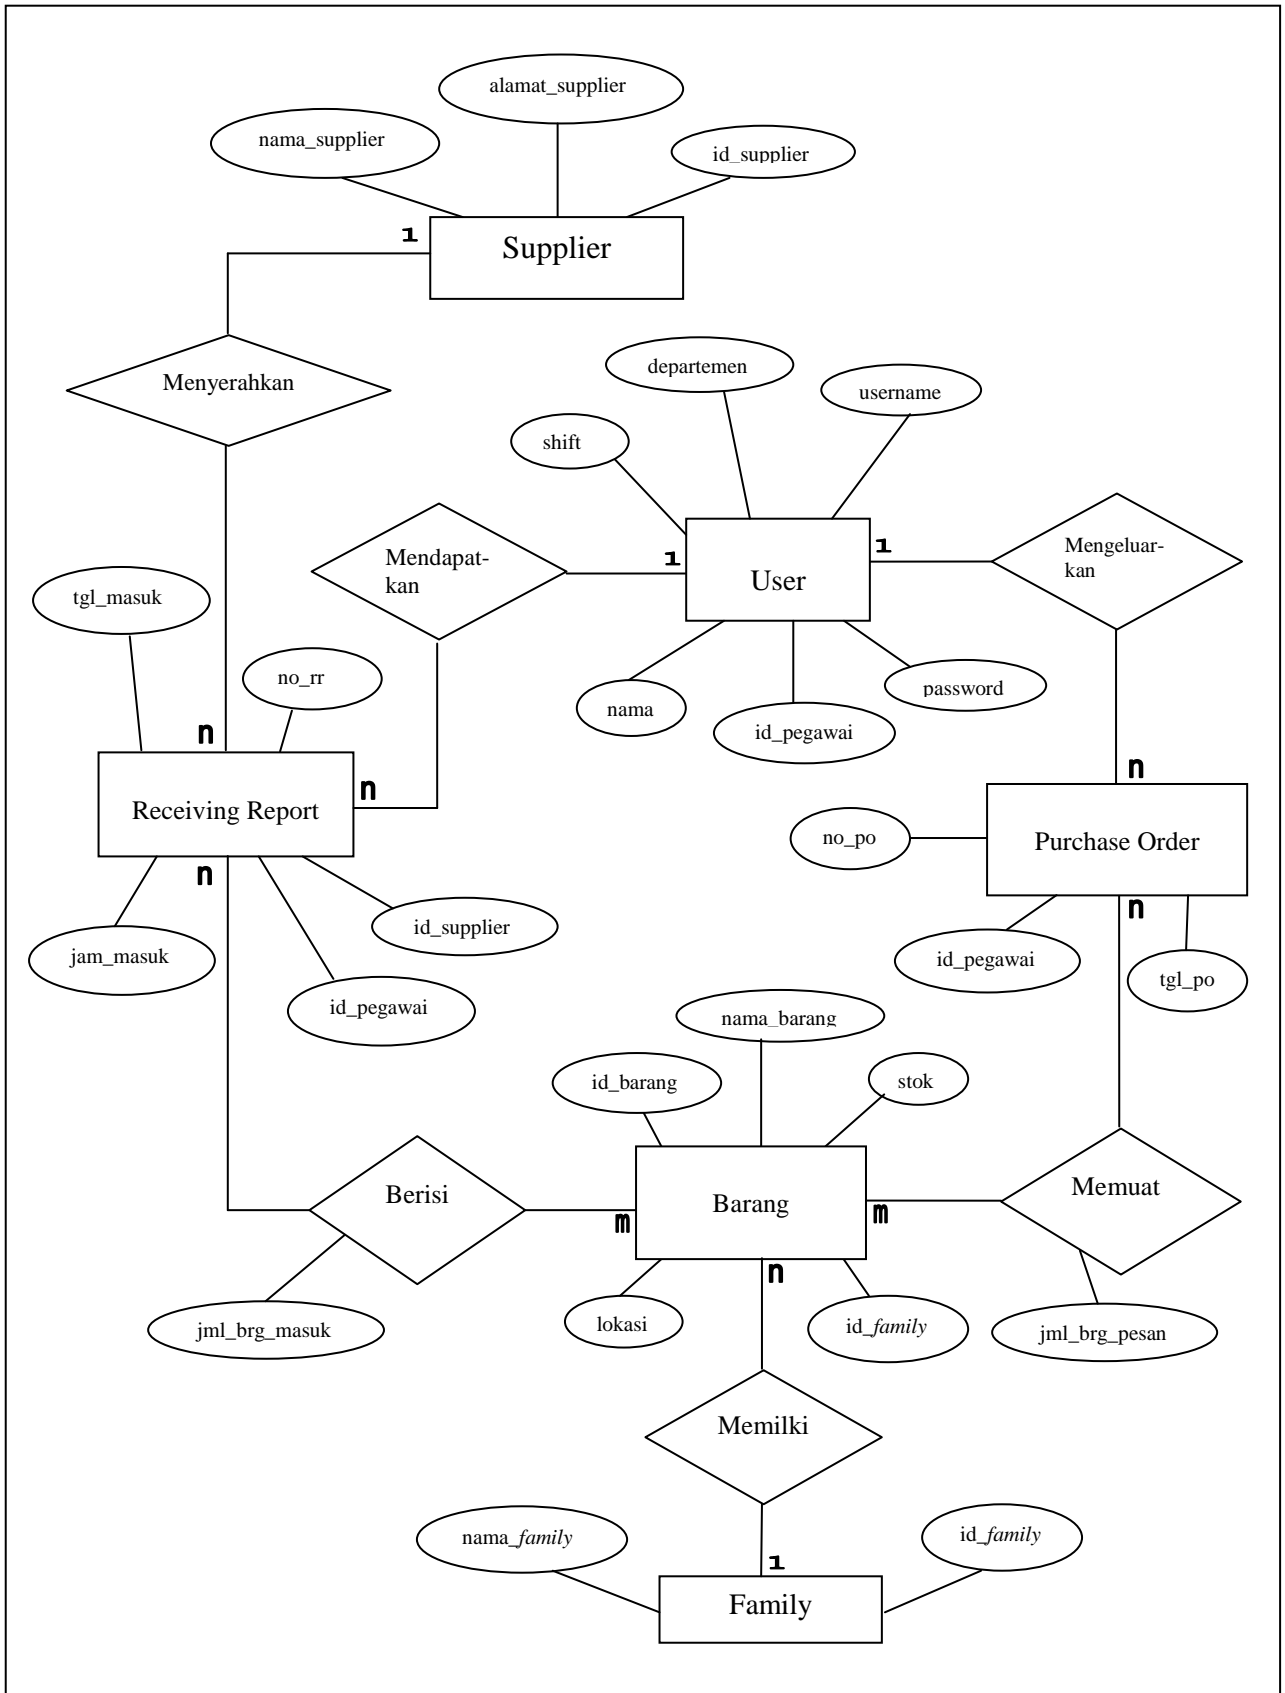 alamat_supplier
nama_supplier
id_supplier
1
Supplier
Menyerahkan
departemen
username
shift
Mendapat-
kan
1
User
1
Mengeluar-
kan
tgl_masuk
no_rr
nama
id_pegawai
password
n
n
Receiving Report
n
n
no_po
Purchase Order
n
jam_masuk
id_supplier
id_pegawai
id_pegawai
tgl_po
nama_barang
id_barang
stok
Berisi
m
Barang
m
Memuat
n
jml_brg_masuk
lokasi
id_family
jml_brg_pesan
Memilki
nama_family
id_family
1
Family